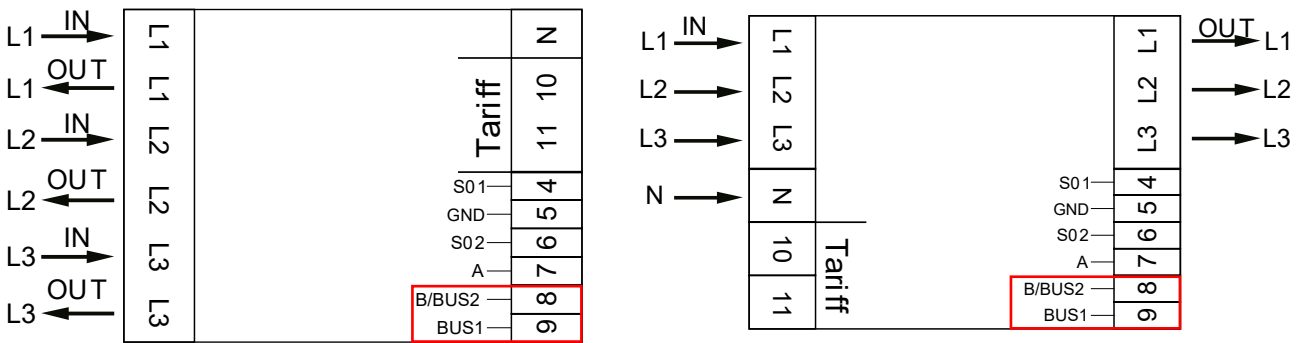 L1 IN L1 N
L1 OUT L1 Tariff 10
L2 IN L2 11
L2 OUT L2 S01 4
GND 5
L3 IN L3 S02 6
A 7
L3 OUT L3 B/BUS2 8
BUS1 9
L1 IN L1 L1 OUT L1
L2 L2 L2 L2
L3 L3 L3 L3
N N S01 4
GND 5
10 Tariff S02 6
A 7
11 B/BUS2 8
BUS1 9